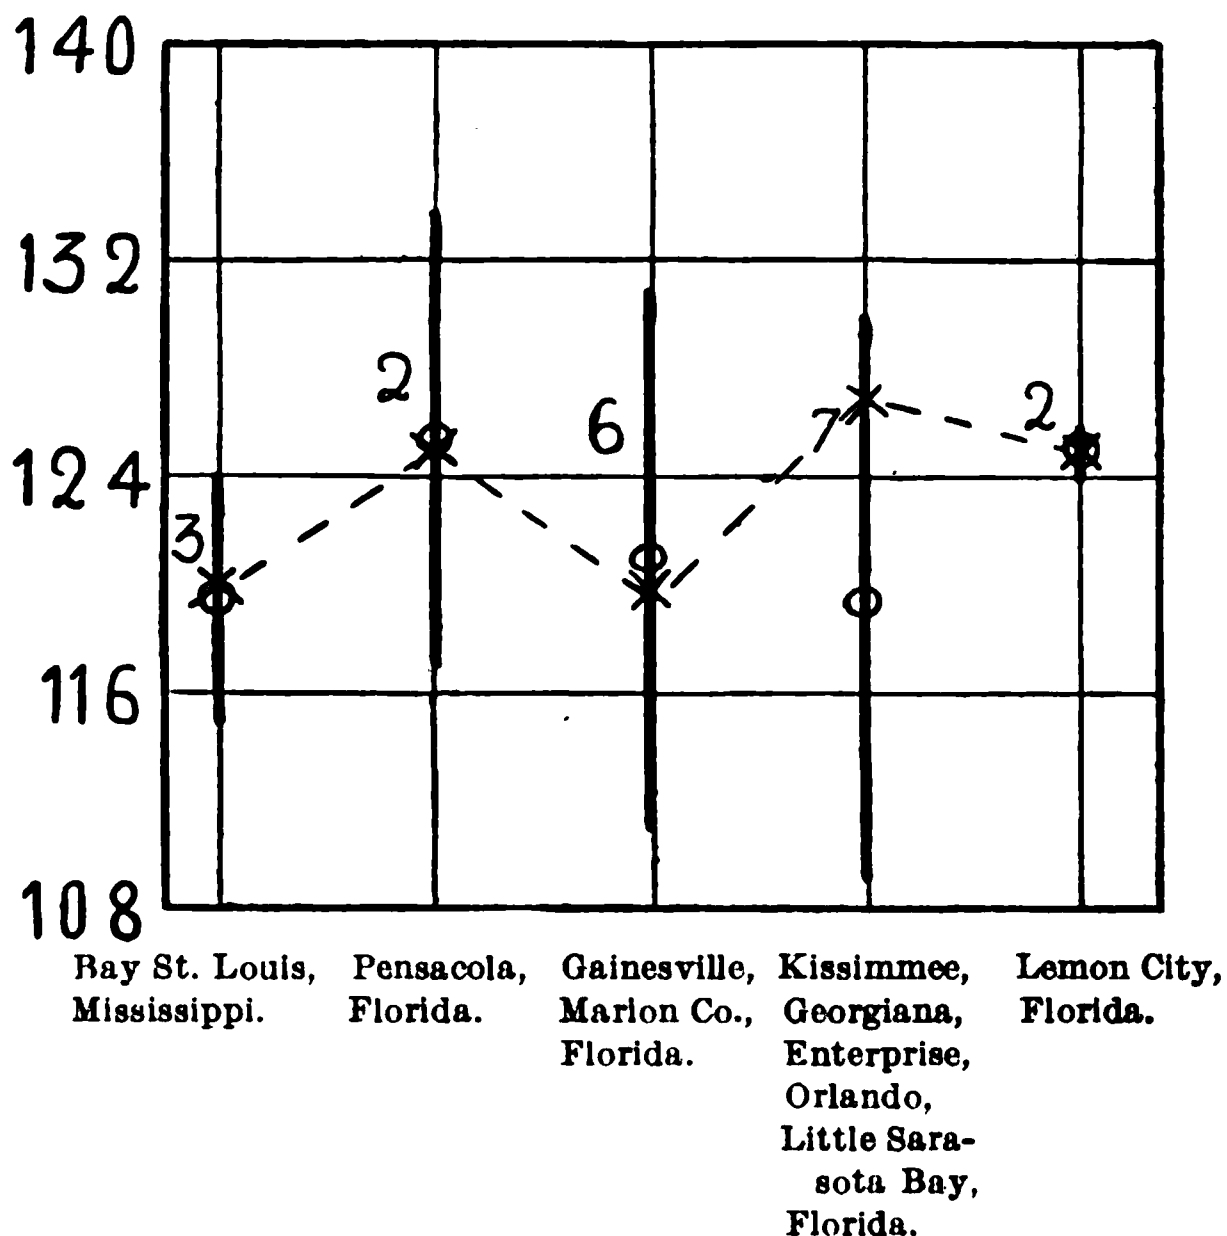 140
132
2
6
7
2
124
3
116
108
Bay St. Louis,
Mississippi.
Pensacola,
Florida.
Gainesville,
Marion Co.,
Florida.
Kissimmee,
Georgiana,
Enterprise,
Orlando,
Little Sara-
sota Bay,
Florida.
Lemon City,
Florida.